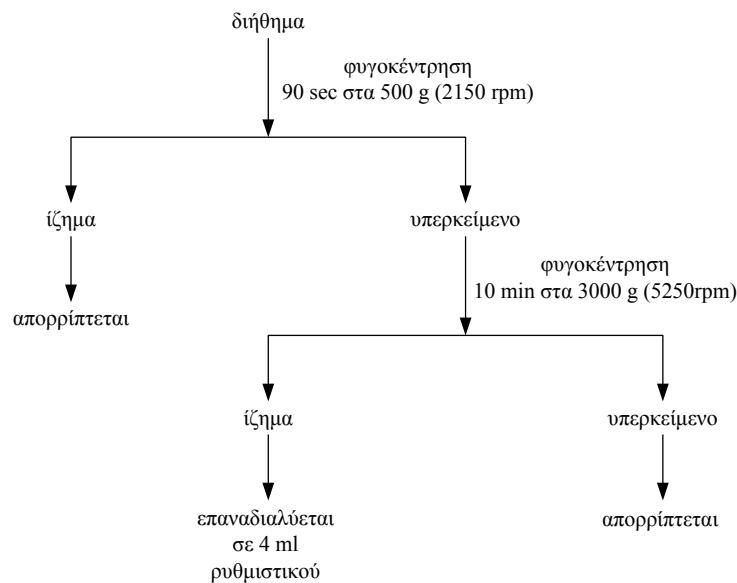 διήθημα
φυγοκέντρηση
90 sec στα 500 g (2150 rpm)
ίζημα
υπερκείμενο
φυγοκέντρηση
10 min στα 3000 g (5250rpm)
απορρίπτεται
ίζημα
υπερκείμενο
επαναδιαλύεται
σε 4 ml
ρυθμιστικού
απορρίπτεται